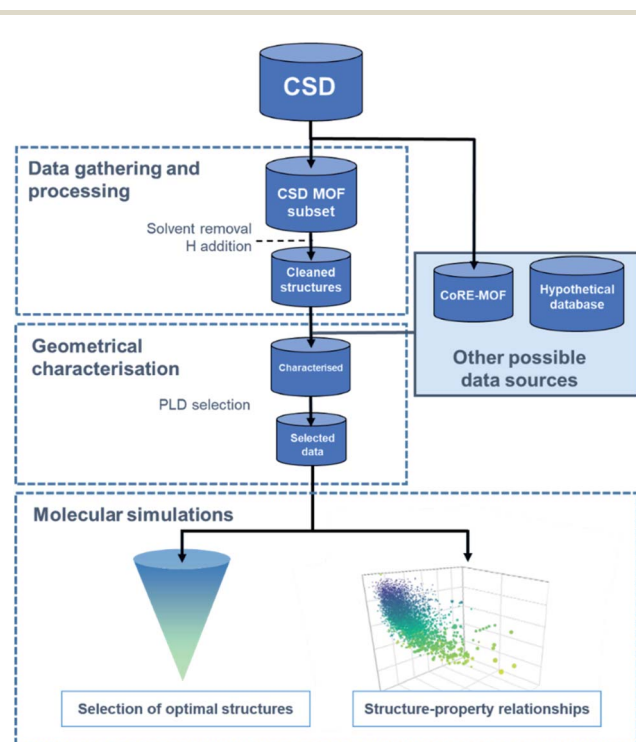 CSD
Data gathering and
processing
CSD MOF
subset
Solvent removal
H addition
Cleaned
structures
CoRE-MOF
Hypothetical
database
Other possible
data sources
Geometrical
characterisation
Characterised
PLD selection
Selected
data
Molecular simulations
Selection of optimal structures
Structure-property relationships